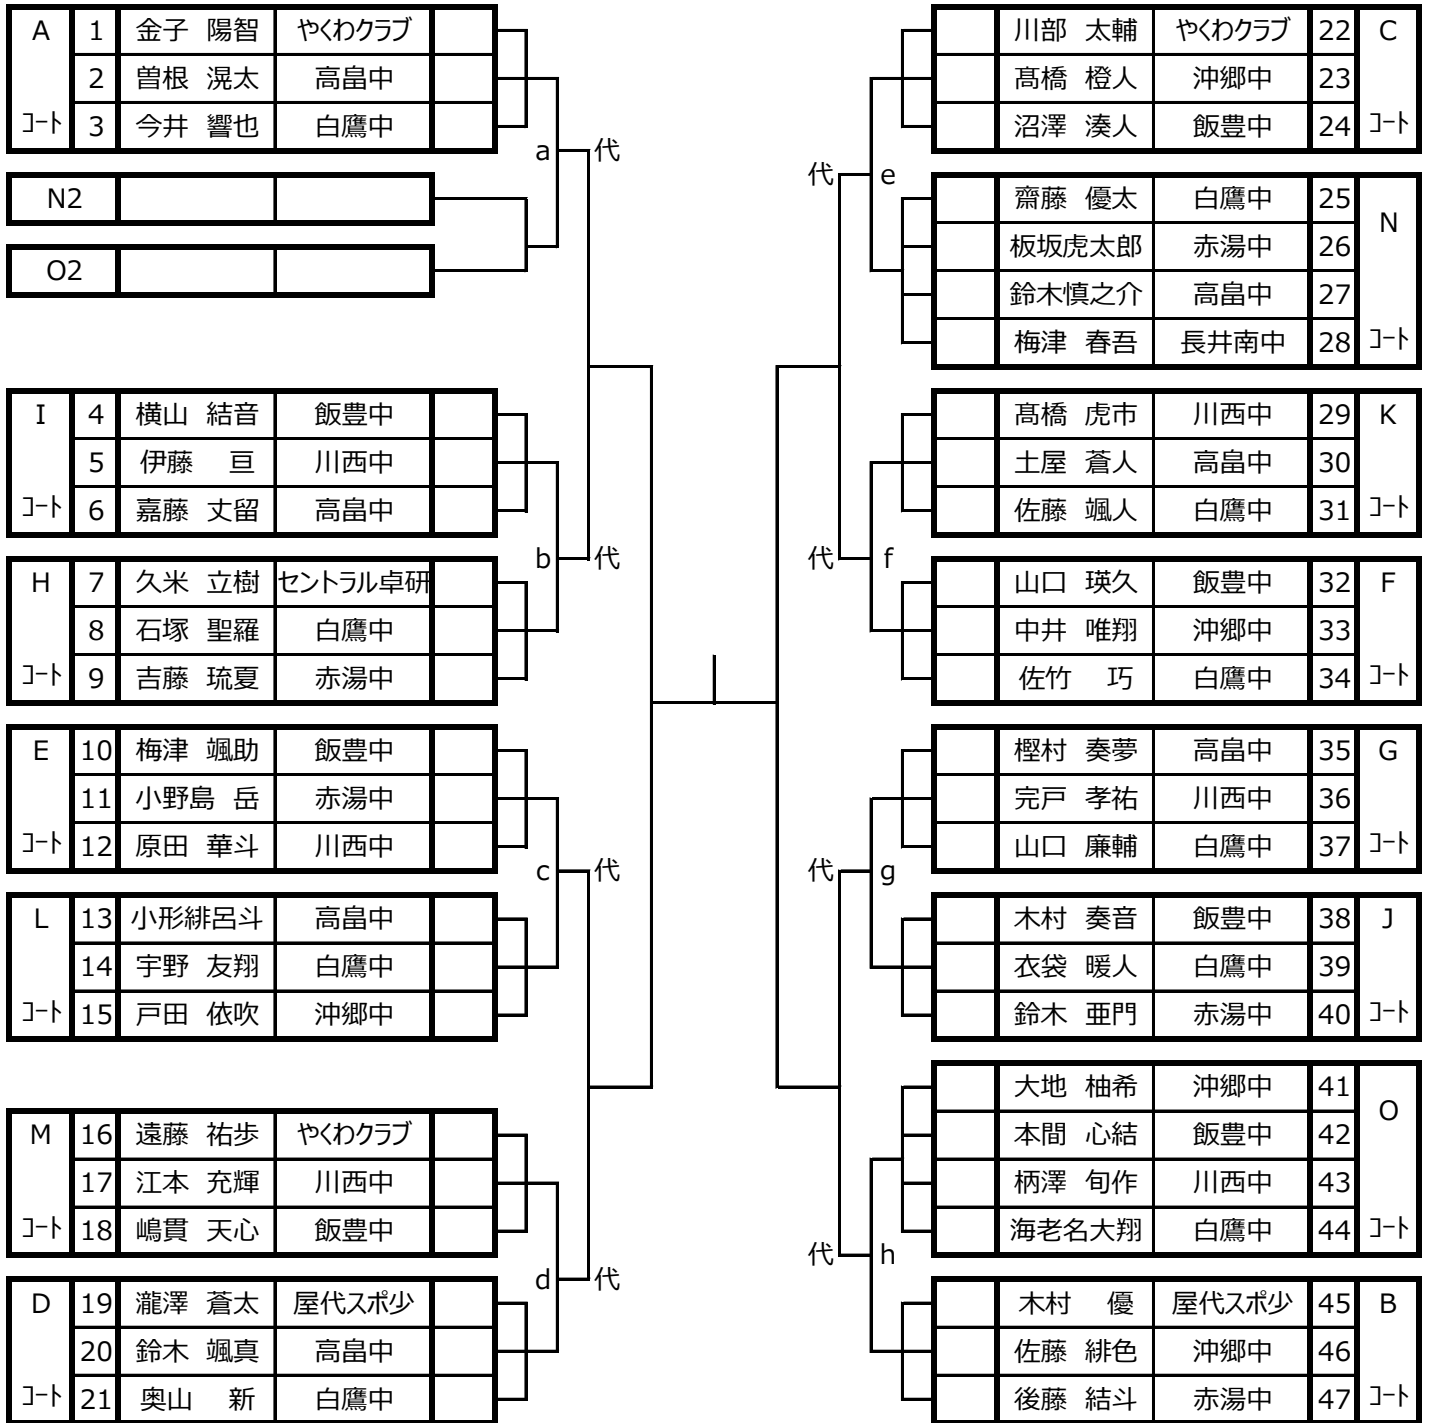 A 1 金子 陽智 やくわクラブ
2 曽根 滉太 高畠中
コート 3 今井 響也 白鷹中
a 代
N2
O2
I 4 横山 結音 飯豊中
5 伊藤 亘 川西中
コート 6 嘉藤 丈留 高畠中
b 代
H 7 久米 立樹 セントラル卓研
8 石塚 聖羅 白鷹中
コート 9 吉藤 琉夏 赤湯中
E 10 梅津 颯助 飯豊中
11 小野島 岳 赤湯中
コート 12 原田 華斗 川西中
c 代
L 13 小形緋呂斗 高畠中
14 宇野 友翔 白鷹中
コート 15 戸田 依吹 沖郷中
M 16 遠藤 祐歩 やくわクラブ
17 江本 充輝 川西中
コート 18 嶋貫 天心 飯豊中
d 代
D 19 瀧澤 蒼太 屋代スポ少
20 鈴木 颯真 高畠中
コート 21 奥山 新 白鷹中
川部 太輔 やくわクラブ 22 C
髙橋 橙人 沖郷中 23
沼澤 湊人 飯豊中 24 コート
代 e
齋藤 優太 白鷹中 25 N
板坂虎太郎 赤湯中 26
鈴木慎之介 高畠中 27
梅津 春吾 長井南中 28 コート
髙橋 虎市 川西中 29 K
土屋 蒼人 高畠中 30
佐藤 颯人 白鷹中 31 コート
代 f
山口 瑛久 飯豊中 32 F
中井 唯翔 沖郷中 33
佐竹 巧 白鷹中 34 コート
樫村 奏夢 高畠中 35 G
完戸 孝祐 川西中 36
山口 廉輔 白鷹中 37 コート
代 g
木村 奏音 飯豊中 38 J
衣袋 暖人 白鷹中 39
鈴木 亜門 赤湯中 40 コート
大地 柚希 沖郷中 41 O
本間 心結 飯豊中 42
柄澤 旬作 川西中 43
海老名大翔 白鷹中 44 コート
代 h
木村 優 屋代スポ少 45 B
佐藤 緋色 沖郷中 46
後藤 結斗 赤湯中 47 コート